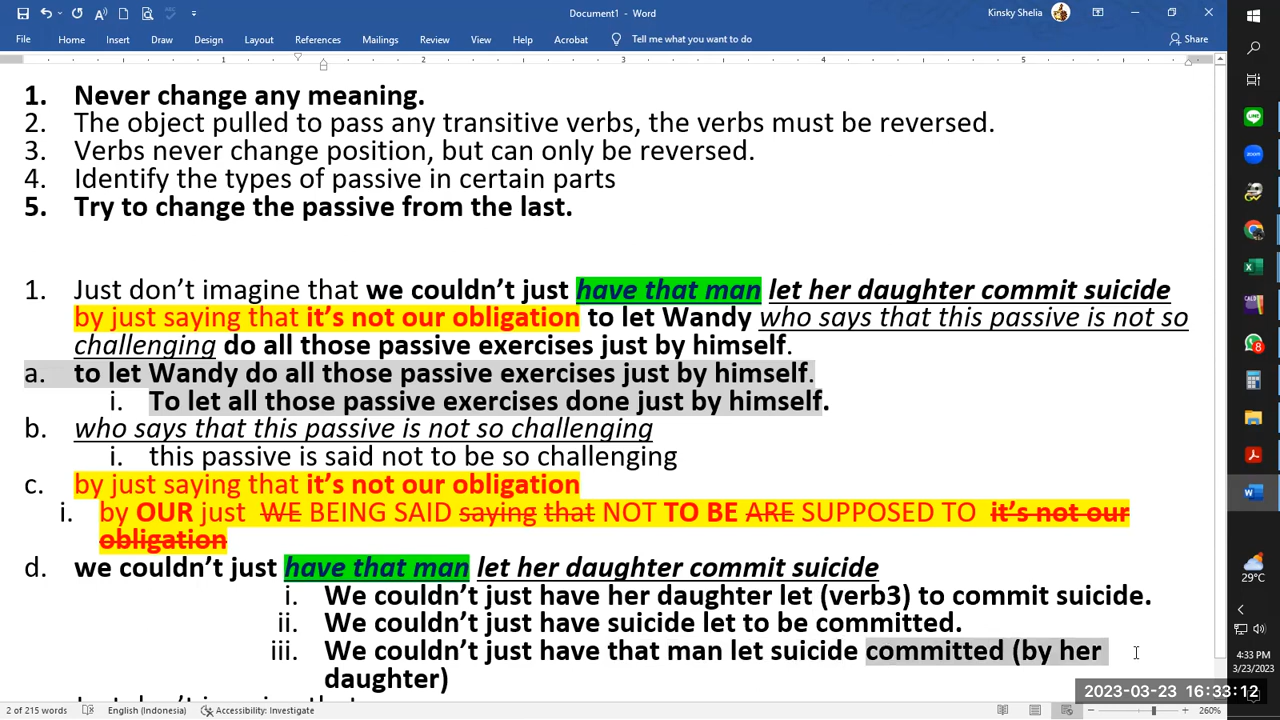 Document1 - Word
Kinsky Shelia
File Home Insert Draw Design Layout References Mailings Review View Help Acrobat Tell me what you want to do Share
1 2 3 4 5
1. Never change any meaning.
2. The object pulled to pass any transitive verbs, the verbs must be reversed.
3. Verbs never change position, but can only be reversed.
4. Identify the types of passive in certain parts
5. Try to change the passive from the last.
1. Just don't imagine that we couldn't just have that man let her daughter commit suicide
by just saying that it's not our obligation to let Wandy who says that this passive is not so
challenging do all those passive exercises just by himself.
a. to let Wandy do all those passive exercises just by himself.
i. To let all those passive exercises done just by himself.
b. who says that this passive is not so challenging
i. this passive is said not to be so challenging
c. by just saying that it's not our obligation
i. by OUR just WE BEING SAID saying that NOT TO BE ARE SUPPOSED TO it's not our
obligation
d. we couldn't just have that man let her daughter commit suicide
i. We couldn't just have her daughter let (verb3) to commit suicide.
ii. We couldn't just have suicide let to be committed.
iii. We couldn't just have that man let suicide committed (by her
daughter)
29°C
4:33 PM
3/23/2023
2023-03-23 16:33:12
2 of 215 words English (Indonesia) Accessibility: Investigate 260%